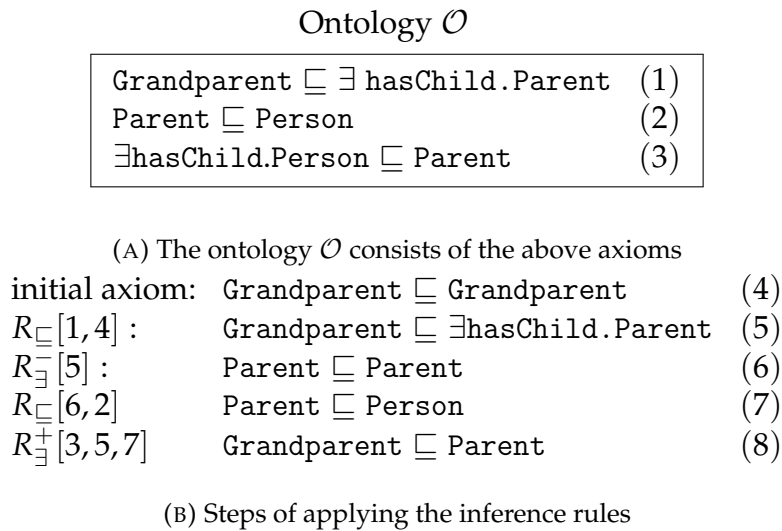 Ontology 𝒪
Grandparent ⊑ ∃ hasChild.Parent (1)
Parent ⊑ Person (2)
∃hasChild.Person ⊑ Parent (3)
(A) The ontology 𝒪 consists of the above axioms
initial axiom: Grandparent ⊑ Grandparent (4)
R⊑[1, 4] : Grandparent ⊑ ∃hasChild.Parent (5)
R∃⁻[5] : Parent ⊑ Parent (6)
R⊑[6, 2] Parent ⊑ Person (7)
R∃⁺[3, 5, 7] Grandparent ⊑ Parent (8)
(B) Steps of applying the inference rules